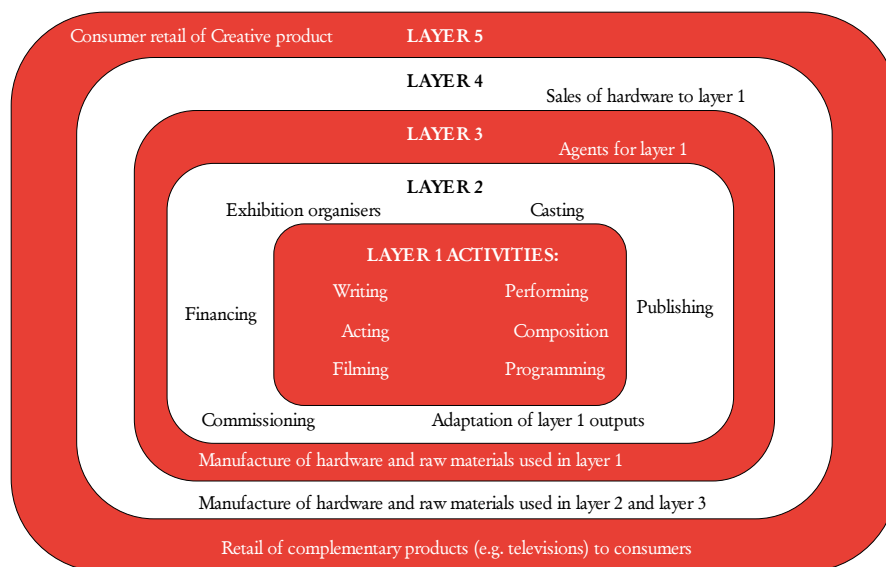 Consumer retail of Creative product
LAYER 5
LAYER 4
Sales of hardware to layer 1
LAYER 3
Agents for layer 1
LAYER 2
Exhibition organisers
Casting
LAYER 1 ACTIVITIES:
Writing
Performing
Financing
Publishing
Acting
Composition
Filming
Programming
Commissioning
Adaptation of layer 1 outputs
Manufacture of hardware and raw materials used in layer 1
Manufacture of hardware and raw materials used in layer 2 and layer 3
Retail of complementary products (e.g. televisions) to consumers